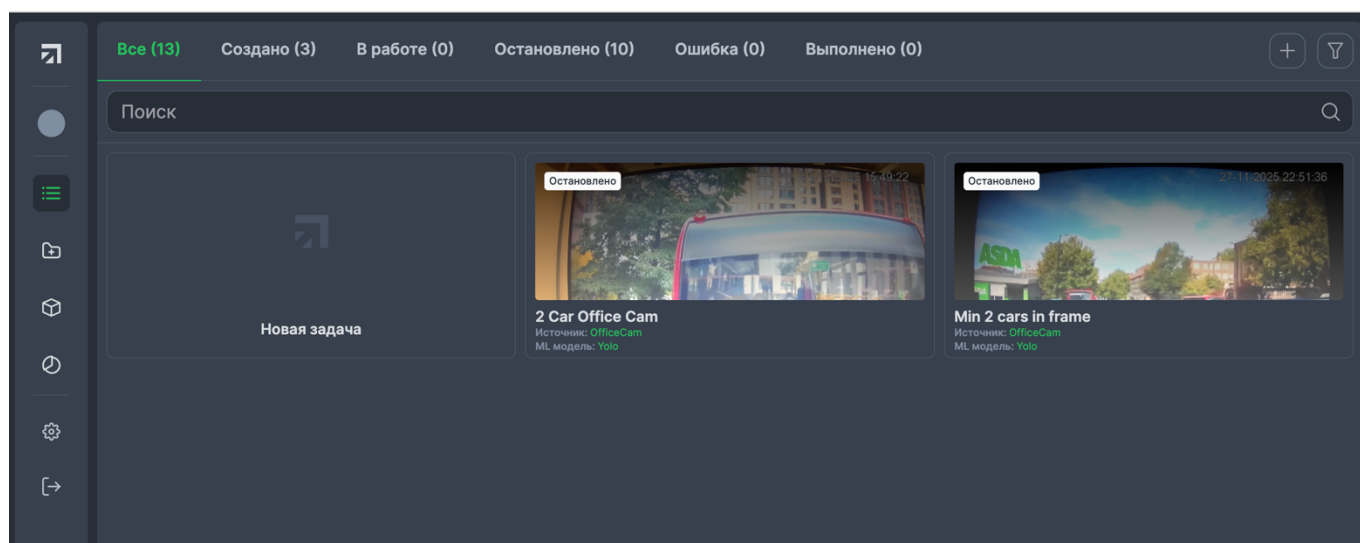 Все (13)
Создано (3)
В работе (0)
Остановлено (10)
Ошибка (0)
Выполнено (0)
Поиск
Новая задача
Остановлено
15:49:22
2 Car Office Cam
Источник: OfficeCam
ML модель: Yolo
Остановлено
27-11-2025 22:51:36
ASDA
Min 2 cars in frame
Источник: OfficeCam
ML модель: Yolo